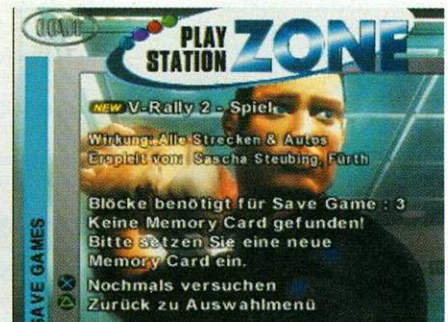 PLAY
STATION
ZONE
NEW V-Rally 2 - Spiel
Wirkung: Alle Strecken & Autos
Erspielt von: Sascha Steubing, Fürth
Blöcke benötigt für Save Game : 3
Keine Memory Card gefunden!
Bitte setzen Sie eine neue
Memory Card ein.
Nochmals versuchen
Zurück zu Auswahlmenü
SAVE GAMES